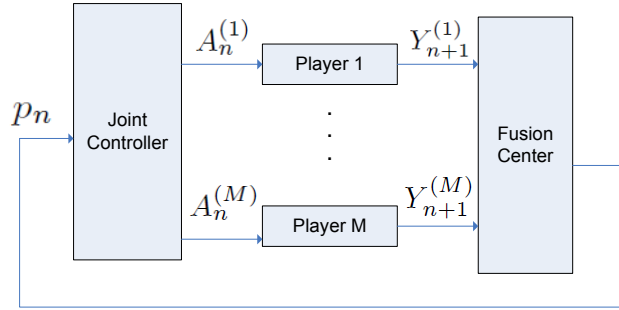 p_n
Joint
Controller
A_n^{(1)}
Player 1
Y_{n+1}^{(1)}
.
.
.
A_n^{(M)}
Player M
Y_{n+1}^{(M)}
Fusion
Center